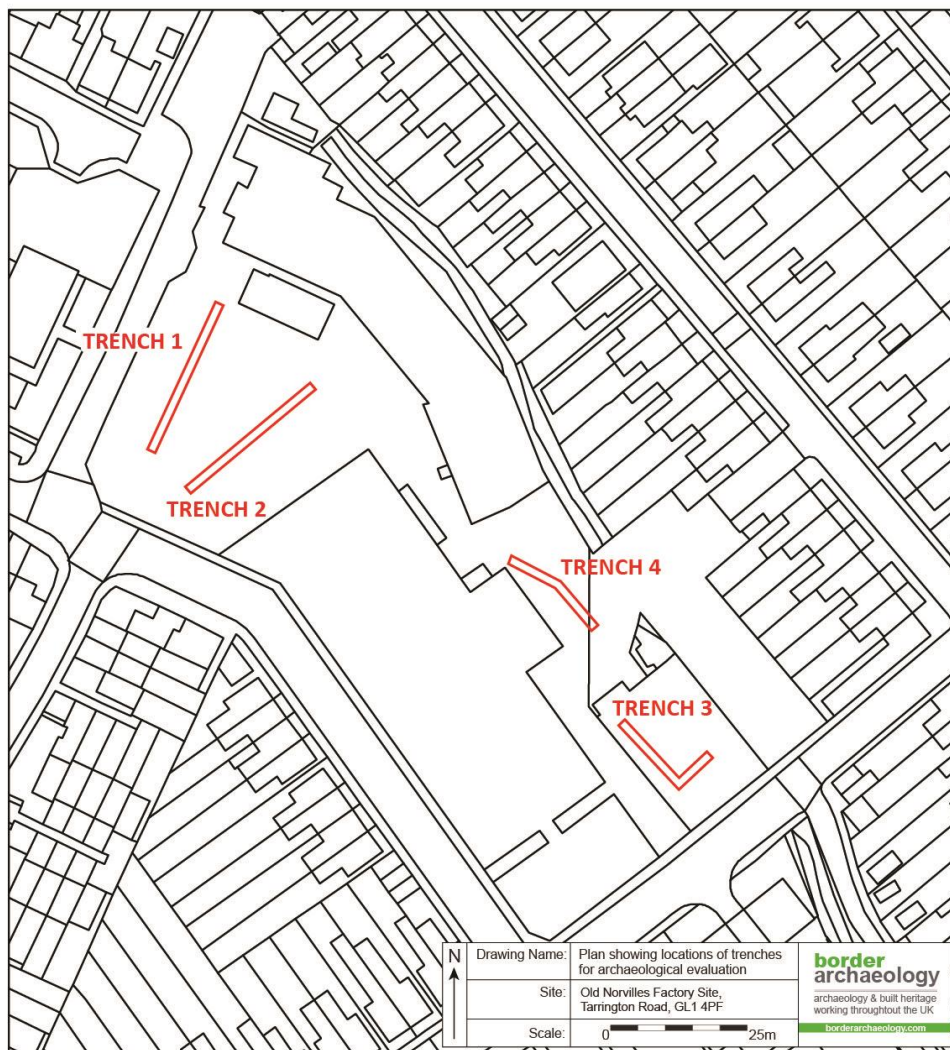 TRENCH 1
TRENCH 2
TRENCH 4
TRENCH 3
N
Drawing Name:
Plan showing locations of trenches
for archaeological evaluation
Site:
Old Norvilles Factory Site,
Tarrington Road, GL1 4PF
Scale:
0 25m
border
archaeology
archaeology & built heritage
working throughtout the UK
borderarchaeology.com